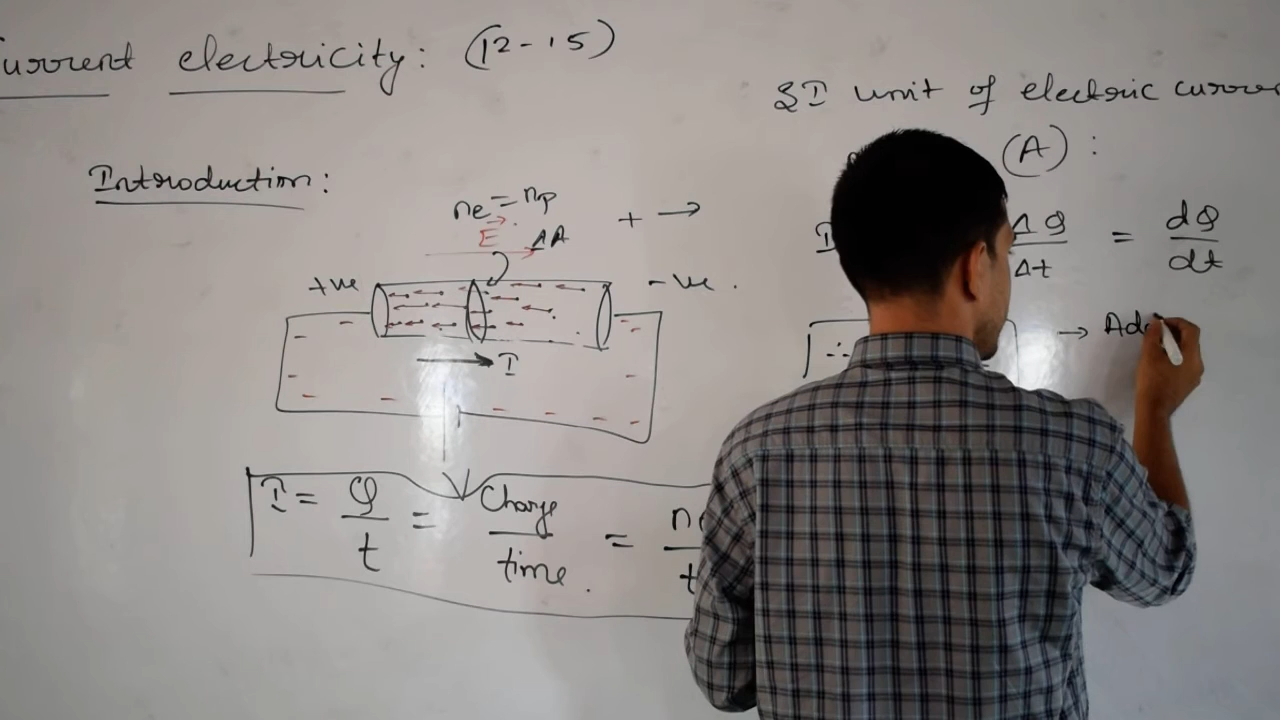 Current electricity: (12-15)
Introduction:
ne = np
+ →
E
ΔA
+ve
-ve.
I
I = Q/t = Charge/time = n
t
SI unit of electric curre
(A):
I
ΔQ/Δt = dQ/dt
∴
→ Ad